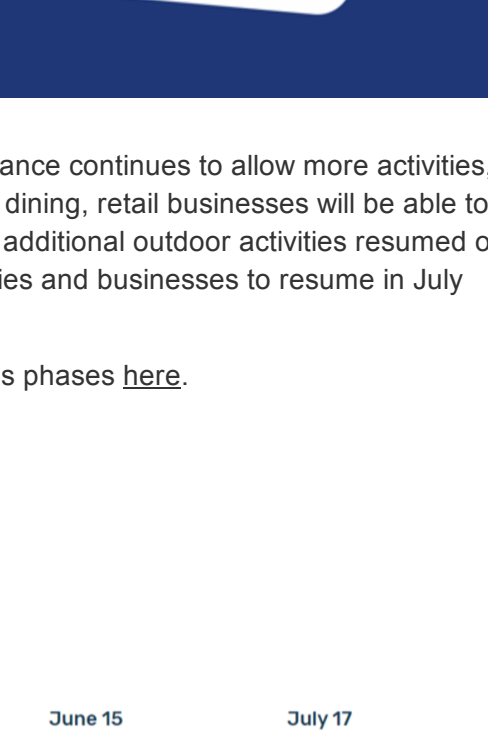 ance continues to allow more activities,
dining, retail businesses will be able to
additional outdoor activities resumed o
ies and businesses to resume in July
s phases here.
June 15 July 17